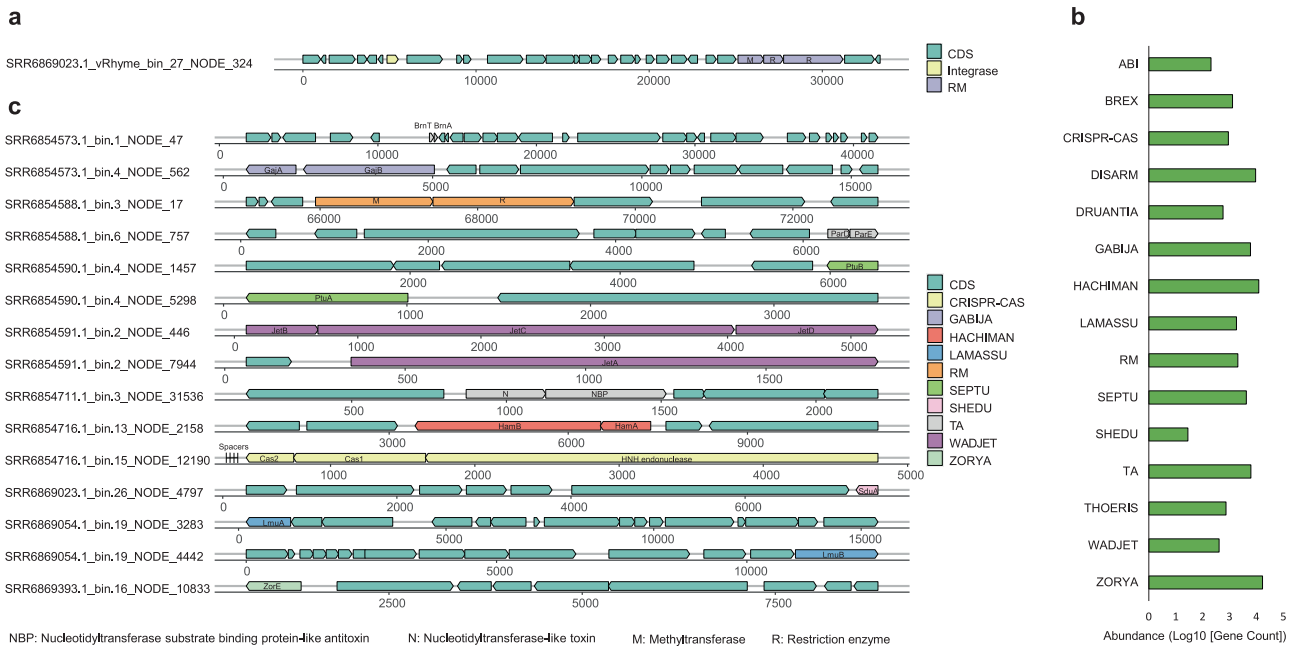 a
SRR6869023.1_vRhyme_bin_27_NODE_324
M R R
0 10000 20000 30000
CDS
Integrase
RM
c
SRR6854573.1_bin.1_NODE_47
BrnT BrnA
0 10000 20000 30000 40000
SRR6854573.1_bin.4_NODE_562
GajA GajB
0 5000 10000 15000
SRR6854588.1_bin.3_NODE_17
M R
66000 68000 70000 72000
SRR6854588.1_bin.6_NODE_757
ParD ParE
0 2000 4000 6000
SRR6854590.1_bin.4_NODE_1457
PtuB
2000 4000 6000
SRR6854590.1_bin.4_NODE_5298
PtuA
0 1000 2000 3000
SRR6854591.1_bin.2_NODE_446
JetB JetC JetD
0 1000 2000 3000 4000 5000
SRR6854591.1_bin.2_NODE_7944
JetA
0 500 1000 1500
SRR6854711.1_bin.3_NODE_31536
N NBP
500 1000 1500 2000
SRR6854716.1_bin.13_NODE_2158
HamB HamA
3000 6000 9000
SRR6854716.1_bin.15_NODE_12190
Spacers
Cas2 Cas1 HNH endonuclease
1000 2000 3000 4000 5000
SRR6869023.1_bin.26_NODE_4797
SduA
0 2000 4000 6000
SRR6869054.1_bin.19_NODE_3283
LmuA
0 5000 10000 15000
SRR6869054.1_bin.19_NODE_4442
LmuB
0 5000 10000
SRR6869393.1_bin.16_NODE_10833
ZorE
2500 5000 7500
CDS
CRISPR-CAS
GABIJA
HACHIMAN
LAMASSU
RM
SEPTU
SHEDU
TA
WADJET
ZORYA
NBP: Nucleotidyltransferase substrate binding protein-like antitoxin N: Nucleotidyltransferase-like toxin M: Methyltransferase R: Restriction enzyme
b
ABI
BREX
CRISPR-CAS
DISARM
DRUANTIA
GABIJA
HACHIMAN
LAMASSU
RM
SEPTU
SHEDU
TA
THOERIS
WADJET
ZORYA
0 1 2 3 4 5
Abundance (Log10 [Gene Count])